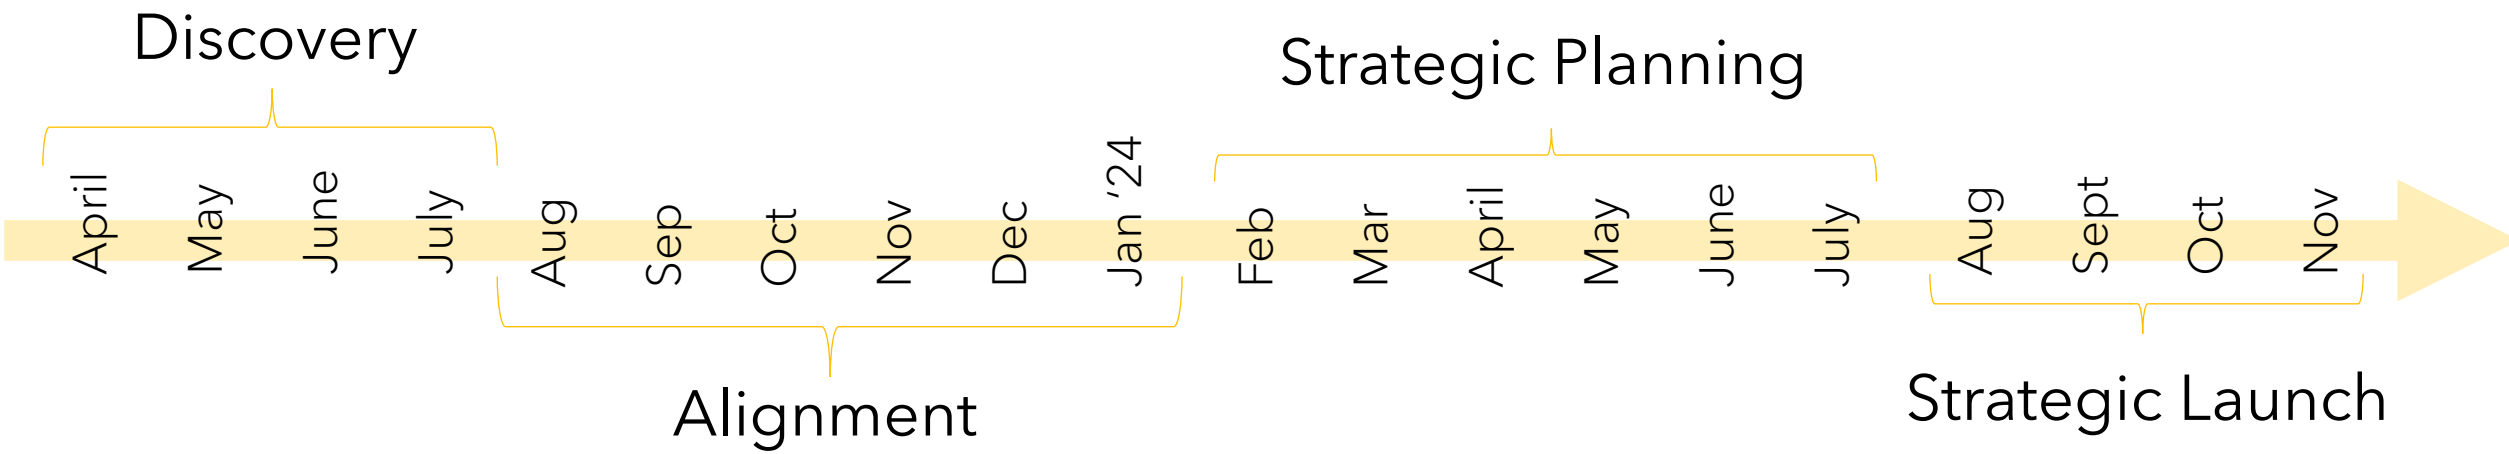 Discovery
Strategic Planning
April
May
June
July
Aug
Sep
Oct
Nov
Dec
Jan "24
Feb
Mar
April
May
June
July
Aug
Sept
Oct
Nov
Alignment
Strategic Launch